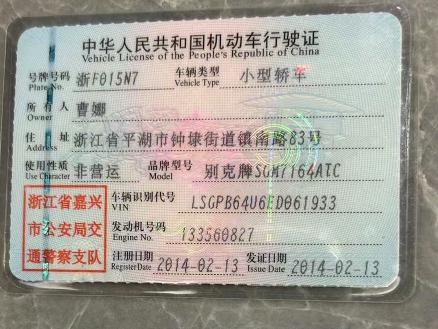 中华人民共和国机动车行驶证
Vehicle License of the People's Republic of China
号牌号码 浙F015N7 车辆类型 小型轿车
Plate No. Vehicle Type
所有人 曹娜
Owner
住址 浙江省平湖市钟埭街道镇南路83号
Address
使用性质 非营运 品牌型号 别克牌SGM7164ATC
Use Character Model
浙江省嘉兴
市公安局交
通警察支队
车辆识别代号 LSGPB64U6ED061933
VIN
发动机号码 133560827
Engine No.
注册日期 2014-02-13 发证日期 2014-02-13
Register Date Issue Date